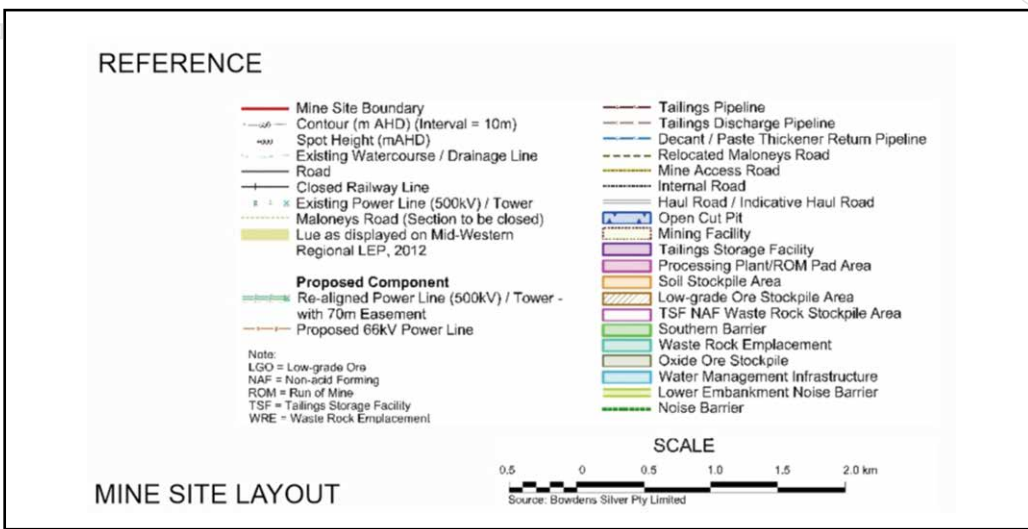 REFERENCE
Mine Site Boundary
Contour (m AHD) (Interval = 10m)
Spot Height (mAHD)
Existing Watercourse / Drainage Line
Road
Closed Railway Line
Existing Power Line (500kV) / Tower
Maloneys Road (Section to be closed)
Lue as displayed on Mid-Western
Regional LEP, 2012
Proposed Component
Re-aligned Power Line (500kV) / Tower -
with 70m Easement
Proposed 66kV Power Line
Note:
LGO = Low-grade Ore
NAF = Non-acid Forming
ROM = Run of Mine
TSF = Tailings Storage Facility
WRE = Waste Rock Emplacement
Tailings Pipeline
Tailings Discharge Pipeline
Decant / Paste Thickener Return Pipeline
Relocated Maloneys Road
Mine Access Road
Internal Road
Haul Road / Indicative Haul Road
Open Cut Pit
Mining Facility
Tailings Storage Facility
Processing Plant/ROM Pad Area
Soil Stockpile Area
Low-grade Ore Stockpile Area
TSF NAF Waste Rock Stockpile Area
Southern Barrier
Waste Rock Emplacement
Oxide Ore Stockpile
Water Management Infrastructure
Lower Embankment Noise Barrier
Noise Barrier
SCALE
0.5 0 0.5 1.0 1.5 2.0 km
Source: Bowdens Silver Pty Limited
MINE SITE LAYOUT